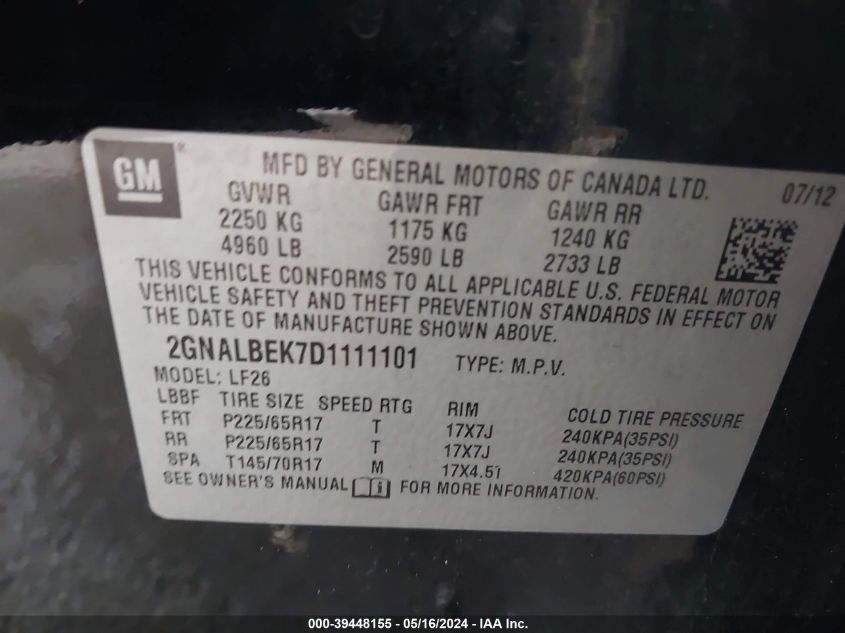 GM® MFD BY GENERAL MOTORS OF CANADA LTD. 07/12
GVWR GAWR FRT GAWR RR
2250 KG 1175 KG 1240 KG
4960 LB 2590 LB 2733 LB
THIS VEHICLE CONFORMS TO ALL APPLICABLE U.S. FEDERAL MOTOR
VEHICLE SAFETY AND THEFT PREVENTION STANDARDS IN EFFECT ON
THE DATE OF MANUFACTURE SHOWN ABOVE.
2GNALBEK7D1111101 TYPE: M.P.V.
MODEL: LF26
LBBF TIRE SIZE SPEED RTG RIM COLD TIRE PRESSURE
FRT P225/65R17 T 17X7J 240KPA(35PSI)
RR P225/65R17 T 17X7J 240KPA(35PSI)
SPA T145/70R17 M 17X4.5T 420KPA(60PSI)
SEE OWNER'S MANUAL FOR MORE INFORMATION.
000-39448155 - 05/16/2024 - IAA Inc.